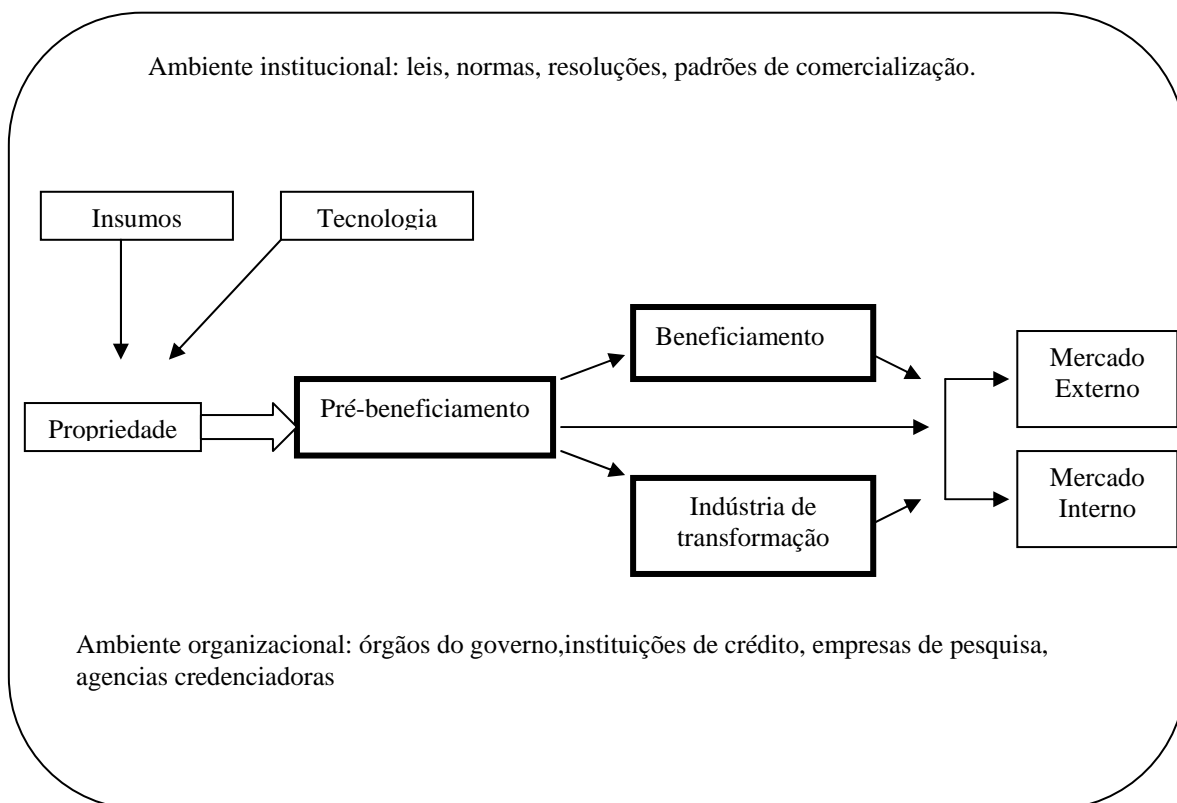 Ambiente institucional: leis, normas, resoluções, padrões de comercialização.
Insumos
Tecnologia
Beneficiamento
Mercado
Externo
Pré-beneficiamento
Propriedade
Mercado
Interno
Indústria de
transformação
Ambiente organizacional: órgãos do governo,instituições de crédito, empresas de pesquisa,
agencias credenciadoras